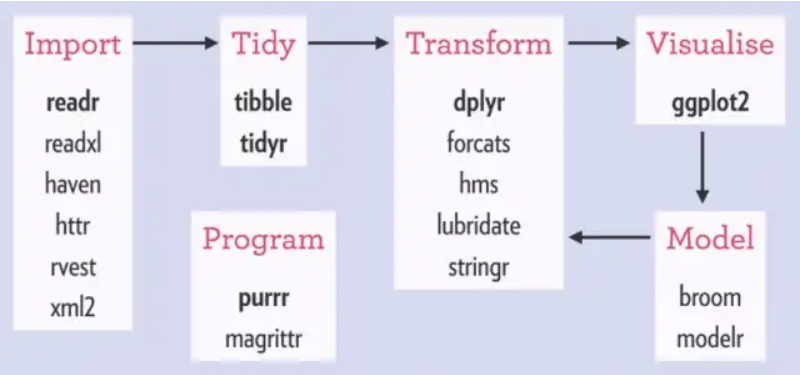 Import
readr
readxl
haven
httr
rvest
xml2
Tidy
tibble
tidyr
Transform
dplyr
forcats
hms
lubridate
stringr
Visualise
ggplot2
Program
purrr
magrittr
Model
broom
modelr